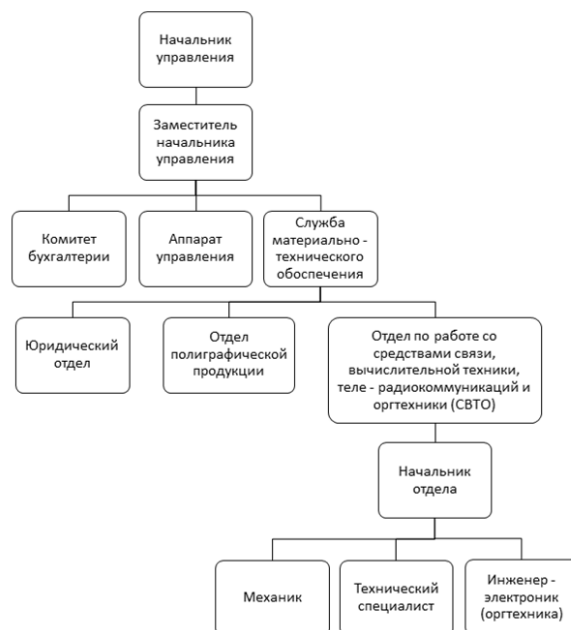 Начальник
управления
Заместитель
начальника
управления
Комитет
бухгалтерии
Аппарат
управления
Служба
материально -
технического
обоспечения
Юридический
отдел
Отдел
полиграфической
продукции
Отдел по работе со
средствами связи,
вычислительной техники,
теле - радиокоммуникаций и
оргтехники (СВТО)
Начальник
отдела
Механик
Технический
специалист
Инженер -
электроник
(оргтехника)